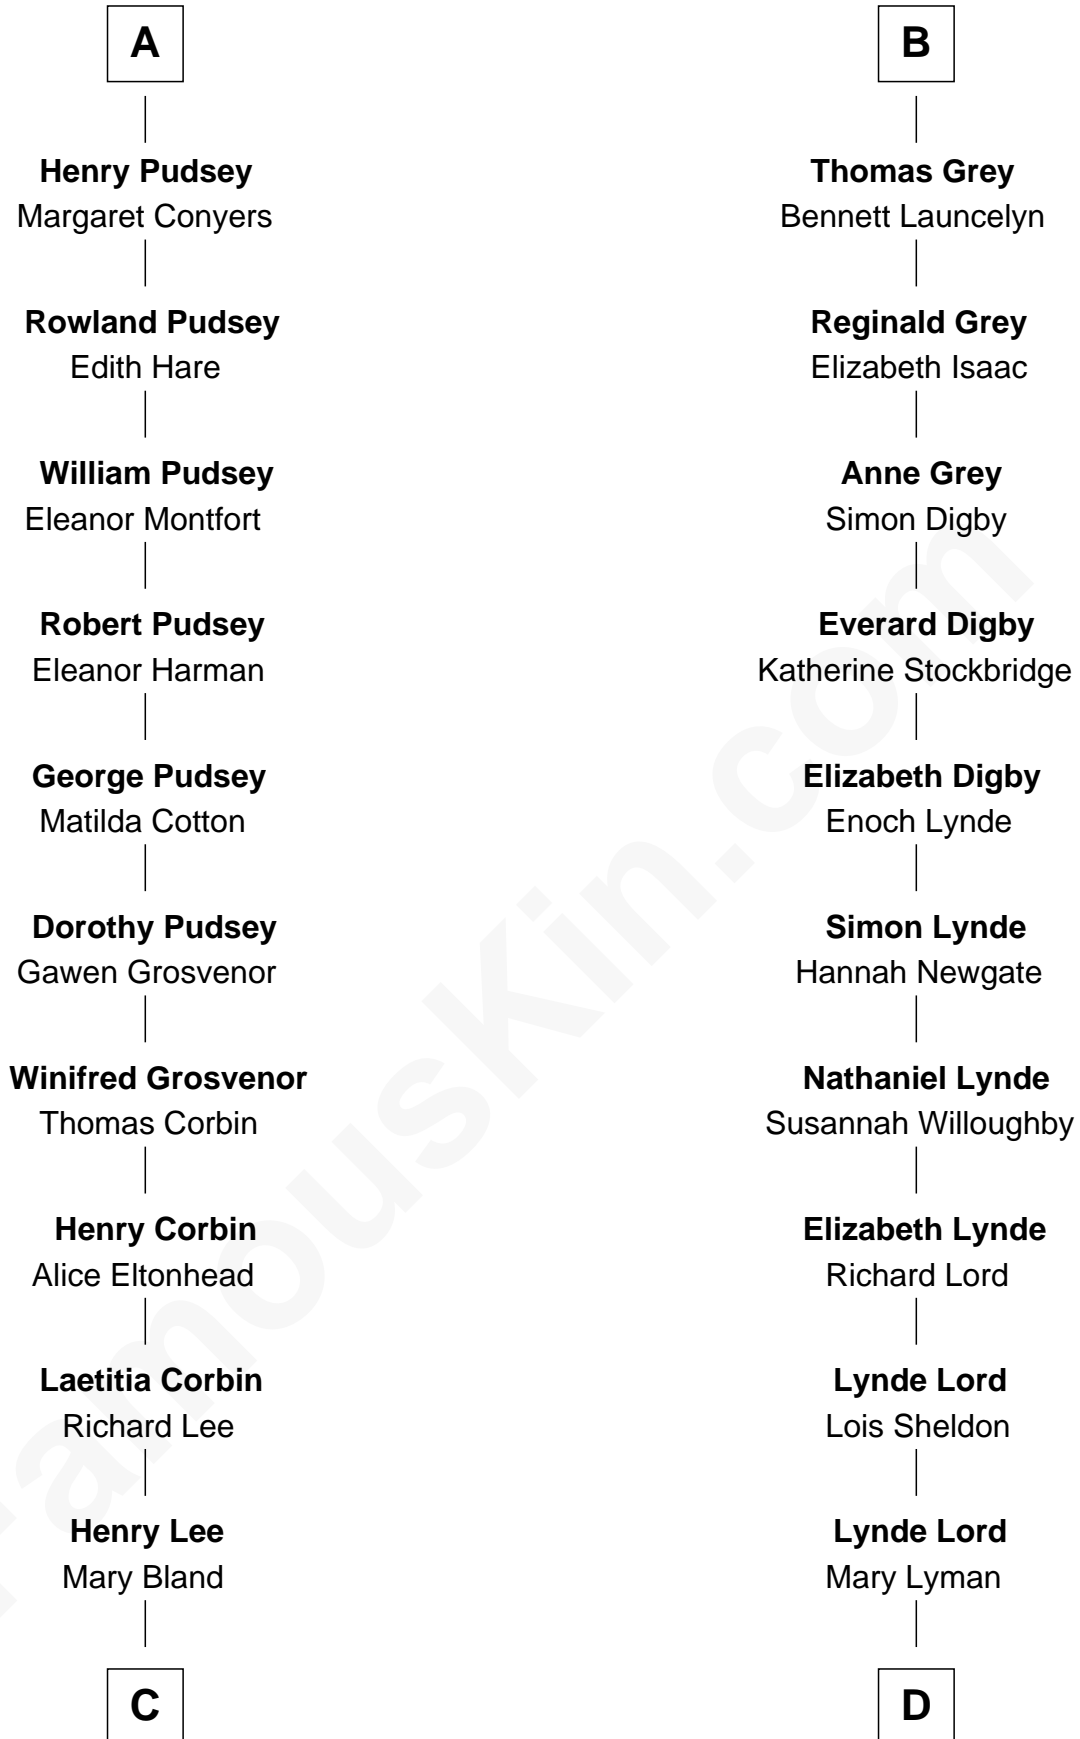 A
Henry Pudsey
Margaret Conyers
Rowland Pudsey
Edith Hare
William Pudsey
Eleanor Montfort
Robert Pudsey
Eleanor Harman
George Pudsey
Matilda Cotton
Dorothy Pudsey
Gawen Grosvenor
Winifred Grosvenor
Thomas Corbin
Henry Corbin
Alice Eltonhead
Laetitia Corbin
Richard Lee
Henry Lee
Mary Bland
C
B
Thomas Grey
Bennett Launcelyn
Reginald Grey
Elizabeth Isaac
Anne Grey
Simon Digby
Everard Digby
Katherine Stockbridge
Elizabeth Digby
Enoch Lynde
Simon Lynde
Hannah Newgate
Nathaniel Lynde
Susannah Willoughby
Elizabeth Lynde
Richard Lord
Lynde Lord
Lois Sheldon
Lynde Lord
Mary Lyman
D
FamousKin.com